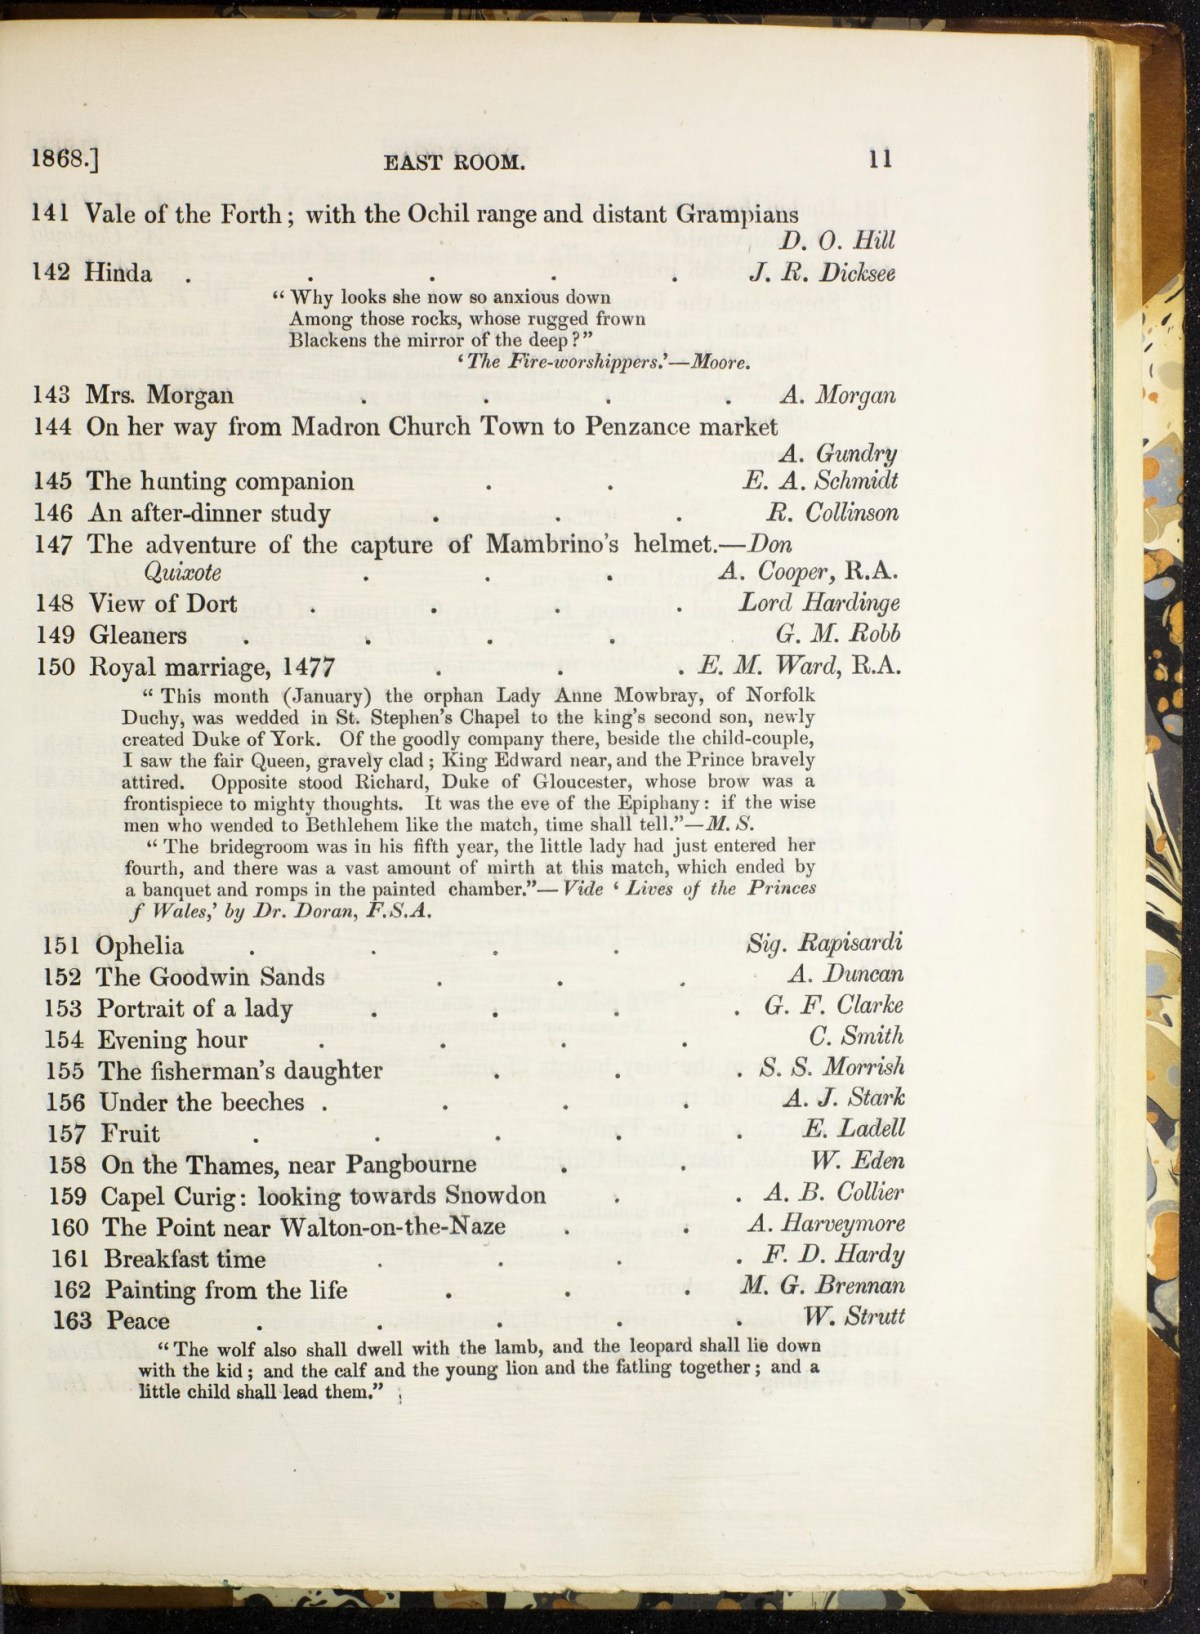 1868.] EAST ROOM. 11
141 Vale of the Forth; with the Ochil range and distant Grampians
D. O. Hill
142 Hinda . . . . . J. R. Dicksee
“ Why looks she now so anxious down
Among those rocks, whose rugged frown
Blackens the mirror of the deep?”
‘The Fire-worshippers.’—Moore.
143 Mrs. Morgan . . . . A. Morgan
144 On her way from Madron Church Town to Penzance market
A. Gundry
145 The hunting companion . . E. A. Schmidt
146 An after-dinner study . . . R. Collinson
147 The adventure of the capture of Mambrino’s helmet.—Don
Quixote . . . A. Cooper, R.A.
148 View of Dort . . . . Lord Hardinge
149 Gleaners . . . . G. M. Robb
150 Royal marriage, 1477 . . . E. M. Ward, R.A.
“ This month (January) the orphan Lady Anne Mowbray, of Norfolk
Duchy, was wedded in St. Stephen’s Chapel to the king’s second son, newly
created Duke of York. Of the goodly company there, beside the child-couple,
I saw the fair Queen, gravely clad; King Edward near, and the Prince bravely
attired. Opposite stood Richard, Duke of Gloucester, whose brow was a
frontispiece to mighty thoughts. It was the eve of the Epiphany: if the wise
men who wended to Bethlehem like the match, time shall tell.”—M. S.
“ The bridegroom was in his fifth year, the little lady had just entered her
fourth, and there was a vast amount of mirth at this match, which ended by
a banquet and romps in the painted chamber.”—Vide ‘ Lives of the Princes
f Wales,’ by Dr. Doran, F.S.A.
151 Ophelia . . . . Sig. Rapisardi
152 The Goodwin Sands . . . A. Duncan
153 Portrait of a lady . . . . G. F. Clarke
154 Evening hour . . . . C. Smith
155 The fisherman’s daughter . . . S. S. Morrish
156 Under the beeches . . . . A. J. Stark
157 Fruit . . . . . E. Ladell
158 On the Thames, near Pangbourne . . W. Eden
159 Capel Curig: looking towards Snowdon . . A. B. Collier
160 The Point near Walton-on-the-Naze . . A. Harveymore
161 Breakfast time . . . . F. D. Hardy
162 Painting from the life . . . M. G. Brennan
163 Peace . . . . . W. Strutt
“ The wolf also shall dwell with the lamb, and the leopard shall lie down
with the kid; and the calf and the young lion and the fatling together; and a
little child shall lead them.”